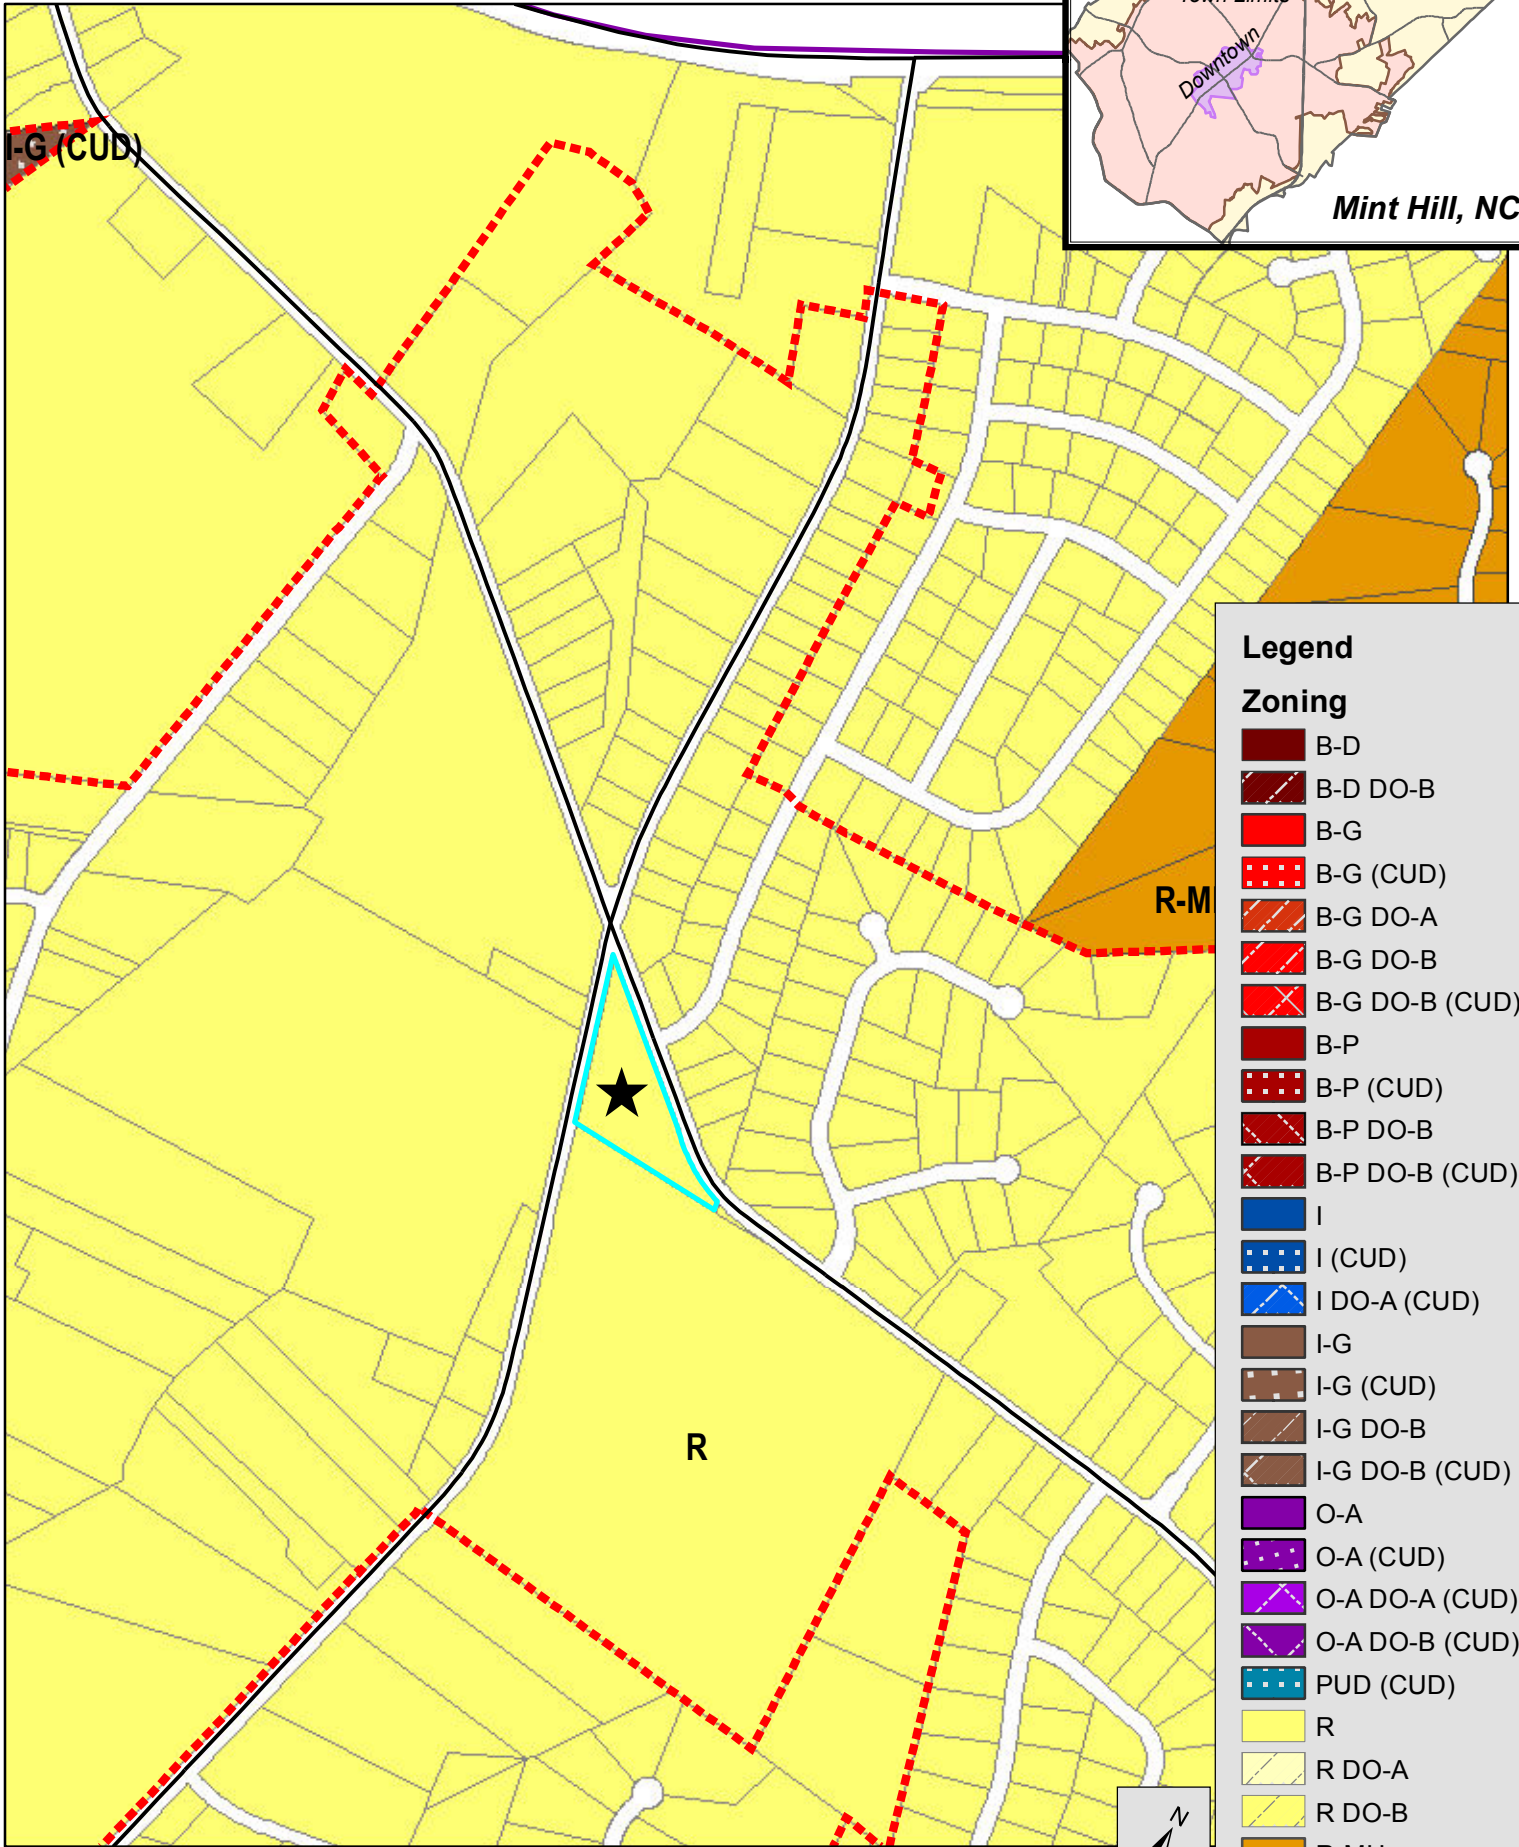 Downtown
Mint Hill, NC
I-G (CUD)
Legend
Zoning
B-D
B-D DO-B
B-G
B-G (CUD)
B-G DO-A
B-G DO-B
B-G DO-B (CUD)
B-P
B-P (CUD)
B-P DO-B
B-P DO-B (CUD)
I
I (CUD)
I DO-A (CUD)
I-G
I-G (CUD)
I-G DO-B
I-G DO-B (CUD)
O-A
O-A (CUD)
O-A DO-A (CUD)
O-A DO-B (CUD)
PUD (CUD)
R
R DO-A
R DO-B
R
N